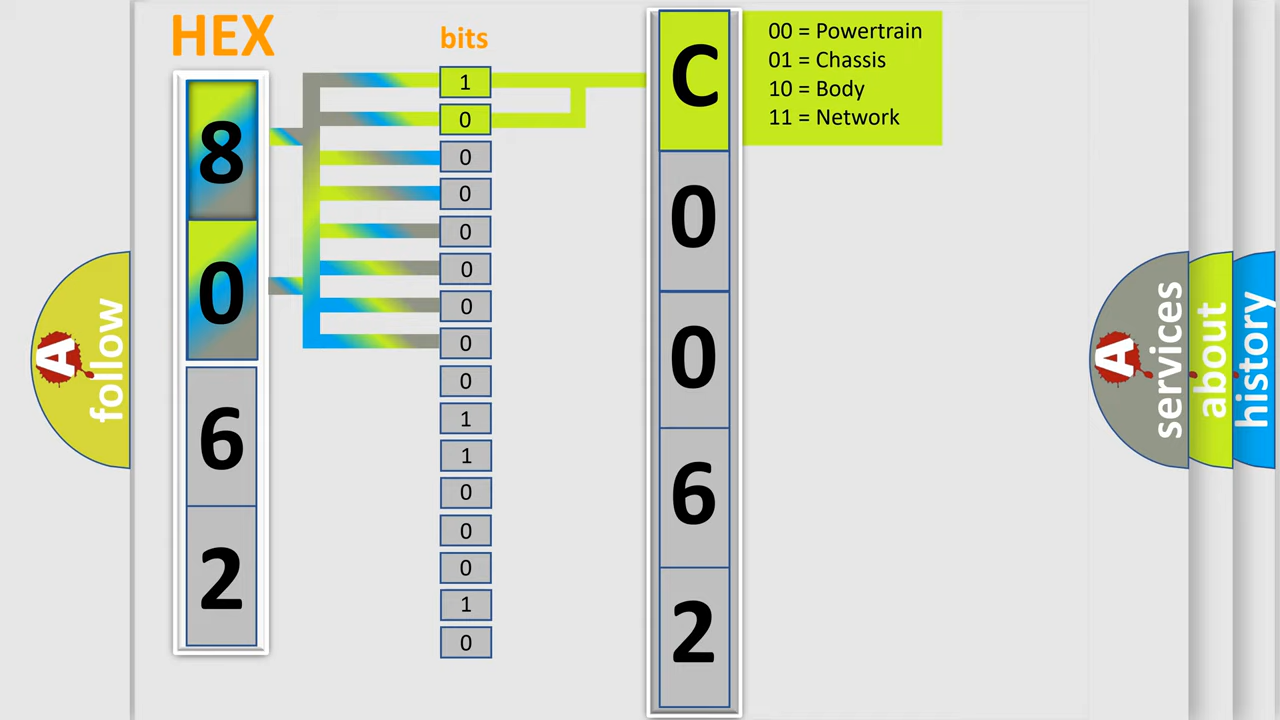 HEX
8
0
6
2
bits
1
0
0
0
0
0
0
0
0
1
1
0
0
0
1
0
C
0
0
6
2
00 = Powertrain
01 = Chassis
10 = Body
11 = Network
A
follow
A
services
about
history